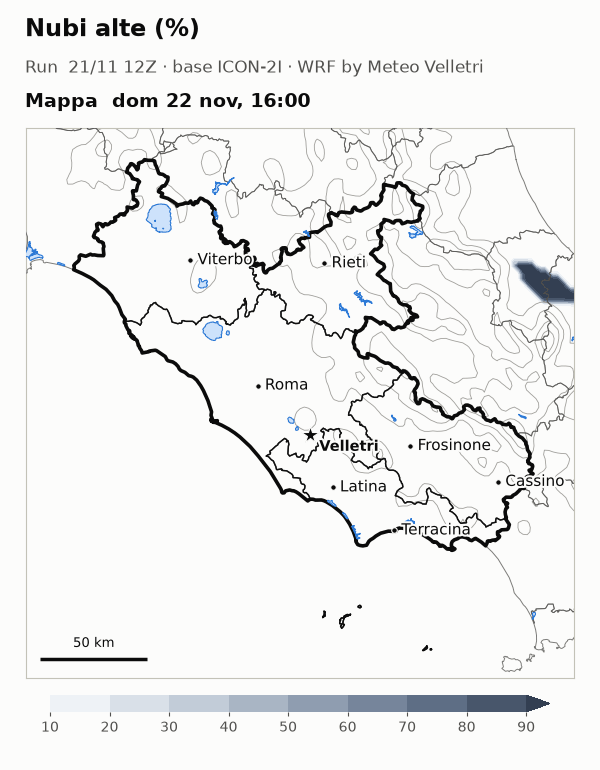 Nubi alte (%)
Run 21/11 12Z · base ICON-2I · WRF by Meteo Velletri
Mappa dom 22 nov, 16:00
Viterbo
Rieti
Roma
Velletri
Frosinone
Latina
Cassino
Terracina
50 km
10 20 30 40 50 60 70 80 90